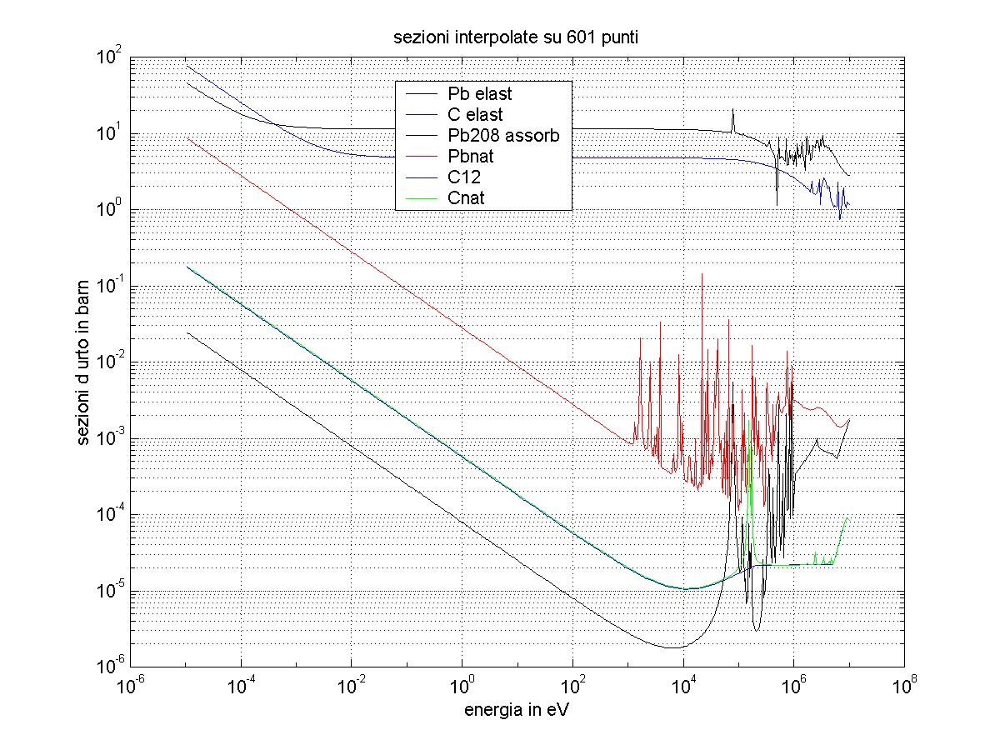 sezioni interpolate su 601 punti
10^2
10^1
10^0
10^-1
10^-2
10^-3
10^-4
10^-5
10^-6
sezioni d urto in barn
Pb elast
C elast
Pb208 assorb
Pbnat
C12
Cnat
10^-6 10^-4 10^-2 10^0 10^2 10^4 10^6 10^8
energia in eV